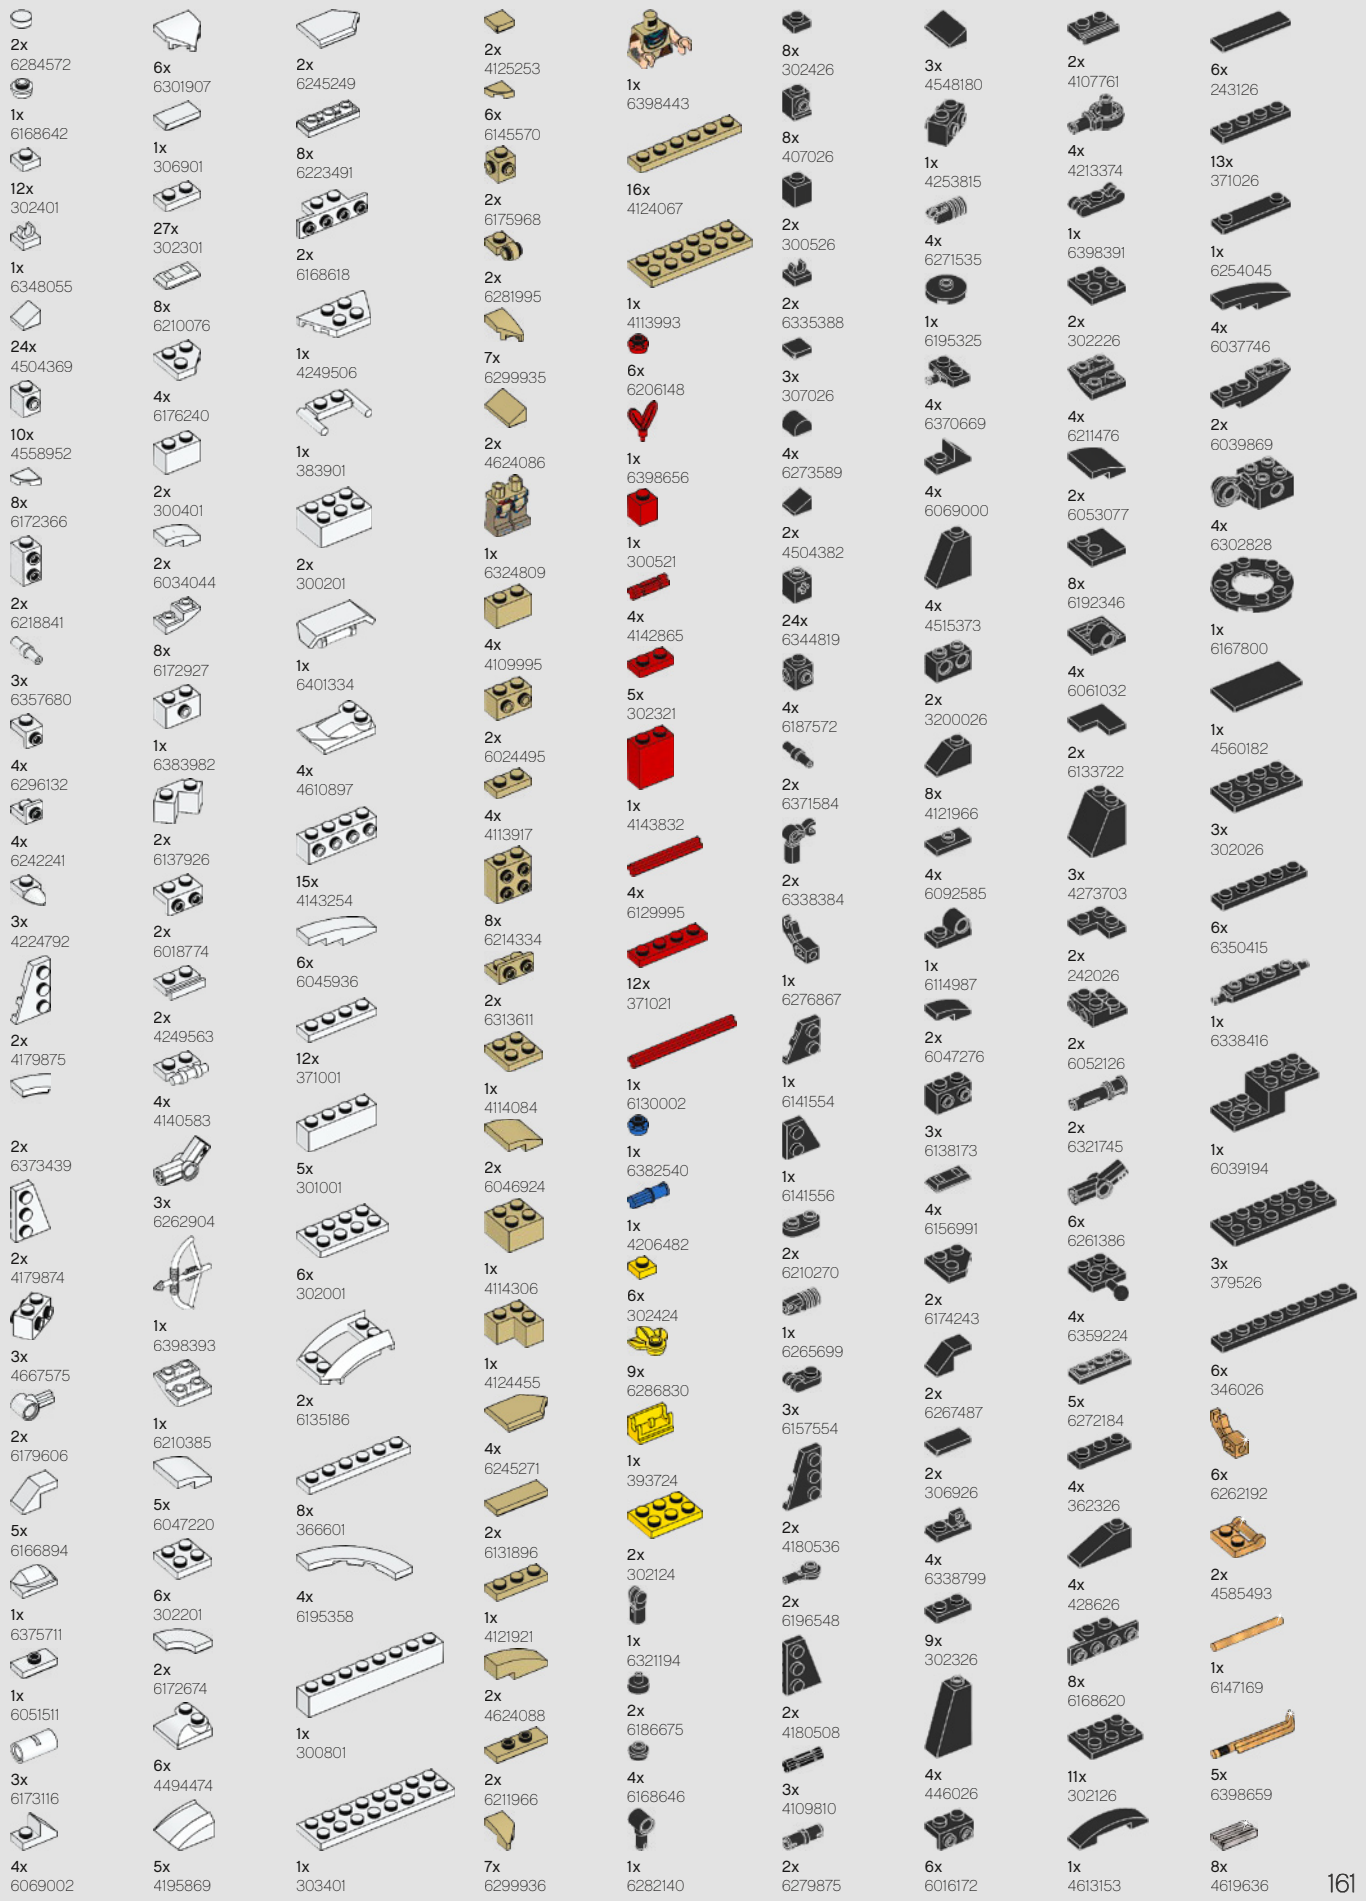 2x
6284572
1x
6168642
12x
302401
1x
6348055
24x
4504369
10x
4558952
8x
6172366
2x
6218841
3x
6357680
4x
6296132
4x
6242241
3x
4224792
2x
4179875
2x
6373439
2x
4179874
3x
4667575
2x
6179606
5x
6166894
1x
6375711
1x
6051511
3x
6173116
4x
6069002
6x
6301907
1x
306901
27x
302301
8x
6210076
4x
6176240
2x
300401
2x
6034044
8x
6172927
1x
6383982
2x
6137926
2x
6018774
2x
4249563
4x
4140583
3x
6262904
1x
6398393
1x
6210385
5x
6047220
6x
302201
2x
6172674
6x
4494474
5x
4195869
2x
6245249
8x
6223491
2x
6168618
1x
4249506
1x
383901
2x
300201
1x
6401334
4x
4610897
15x
4143254
6x
6045936
12x
371001
5x
301001
6x
302001
2x
6135186
8x
366601
4x
6195358
1x
300801
1x
303401
2x
4125253
6x
6145570
2x
6175968
2x
6281995
7x
6299935
2x
4624086
1x
6324809
4x
4109995
2x
6024495
4x
4113917
8x
6214334
2x
6313611
1x
4114084
2x
6046924
1x
4114306
1x
4124455
4x
6245271
2x
6131896
1x
4121921
2x
4624088
2x
6211966
7x
6299936
1x
6398443
16x
4124067
1x
4113993
6x
6206148
1x
6398656
1x
300521
4x
4142865
5x
302321
1x
4143832
4x
6129995
12x
371021
1x
6130002
1x
6382540
1x
4206482
6x
302424
9x
6286830
1x
393724
2x
302124
1x
6321194
2x
6186675
4x
6168646
1x
6282140
8x
302426
8x
407026
2x
300526
2x
6335388
3x
307026
4x
6273589
2x
4504382
24x
6344819
4x
6187572
2x
6371584
2x
6338384
1x
6276867
1x
6141554
1x
6141556
2x
6210270
1x
6265699
3x
6157554
2x
4180536
2x
6196548
2x
4180508
3x
4109810
2x
6279875
3x
4548180
1x
4253815
4x
6271535
1x
6195325
4x
6370669
4x
6069000
4x
4515373
2x
3200026
8x
4121966
4x
6092585
1x
6114987
2x
6047276
3x
6138173
4x
6156991
2x
6174243
2x
6267487
2x
306926
4x
6338799
9x
302326
4x
446026
6x
6016172
2x
4107761
4x
4213374
1x
6398391
2x
302226
4x
6211476
2x
6053077
8x
6192346
4x
6061032
2x
6133722
3x
4273703
2x
242026
2x
6052126
2x
6321745
6x
6261386
4x
6359224
5x
6272184
4x
362326
4x
428626
8x
6168620
11x
302126
1x
4613153
6x
243126
13x
371026
1x
6254045
4x
6037746
2x
6039869
4x
6302828
1x
6167800
1x
4560182
3x
302026
6x
6350415
1x
6338416
1x
6039194
3x
379526
6x
346026
6x
6262192
2x
4585493
1x
6147169
5x
6398659
8x
4619636
161